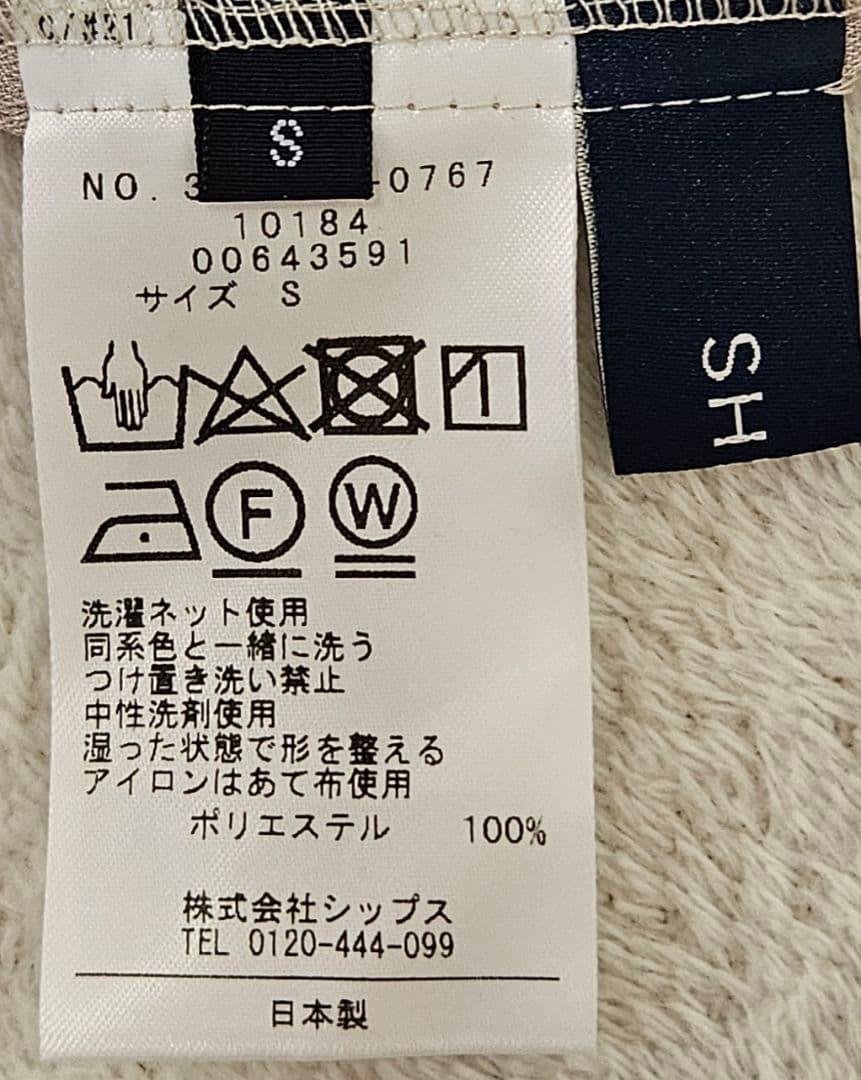 C/#21
S
NO. 3 -0767
10184
00643591
サイズ S
F
W
洗濯ネット使用
同系色と一緒に洗う
つけ置き洗い禁止
中性洗剤使用
湿った状態で形を整える
アイロンはあて布使用
ポリエステル 100%
株式会社シップス
TEL 0120-444-099
日本製
SH